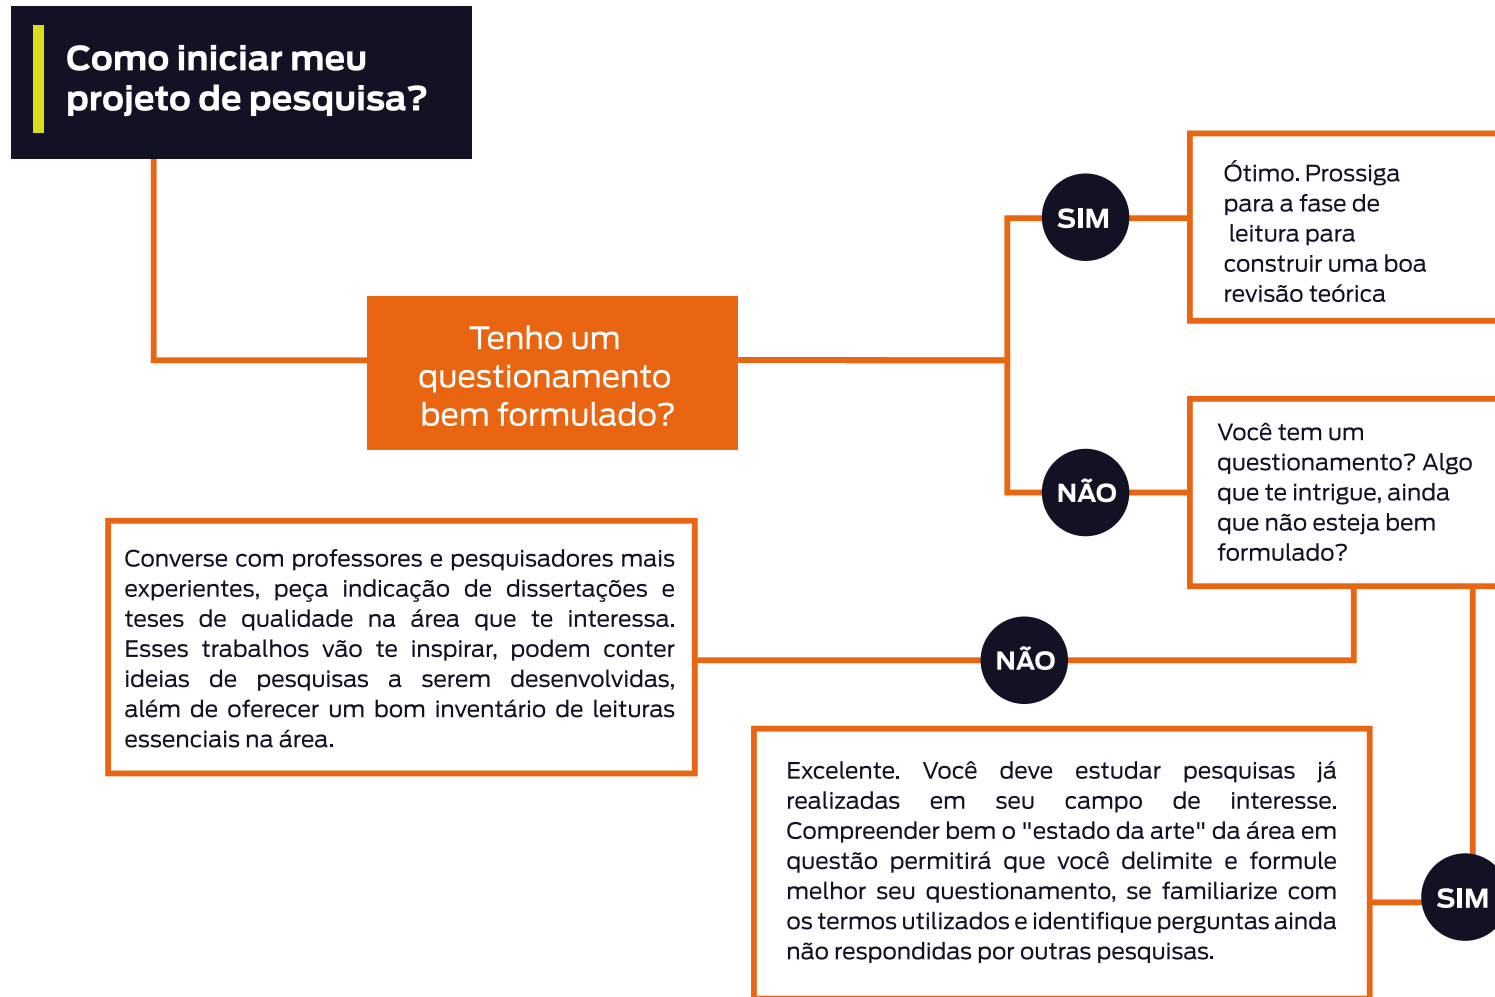 Como iniciar meu
projeto de pesquisa?
Tenho um
questionamento
bem formulado?
SIM
Ótimo. Prossiga
para a fase de
leitura para
construir uma boa
revisão teórica
NÃO
Você tem um
questionamento? Algo
que te intrigue, ainda
que não esteja bem
formulado?
NÃO
Converse com professores e pesquisadores mais
experientes, peça indicação de dissertações e
teses de qualidade na área que te interessa.
Esses trabalhos vão te inspirar, podem conter
ideias de pesquisas a serem desenvolvidas,
além de oferecer um bom inventário de leituras
essenciais na área.
SIM
Excelente. Você deve estudar pesquisas já
realizadas em seu campo de interesse.
Compreender bem o "estado da arte" da área em
questão permitirá que você delimite e formule
melhor seu questionamento, se familiarize com
os termos utilizados e identifique perguntas ainda
não respondidas por outras pesquisas.